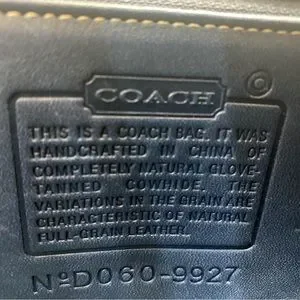 COACH ©
THIS IS A COACH BAG. IT WAS
HANDCRAFTED IN CHINA OF
COMPLETELY NATURAL GLOVE-
TANNED COWHIDE. THE
VARIATIONS IN THE GRAIN ARE
CHARACTERISTIC OF NATURAL
FULL-GRAIN LEATHER.
NºD060-9927